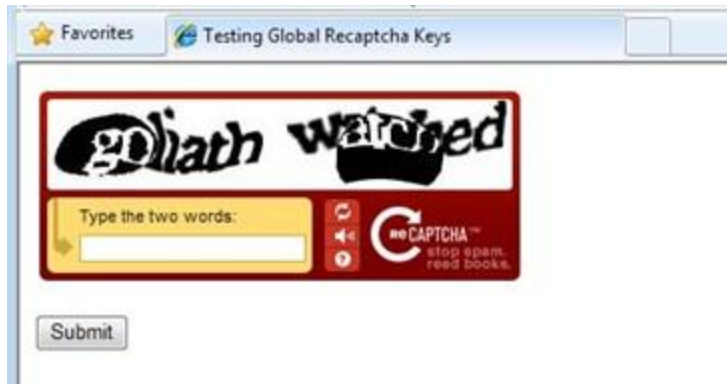 Favorites
Testing Global Recaptcha Keys
goliath watched
Type the two words:
reCAPTCHA™
stop spam.
read books.
Submit